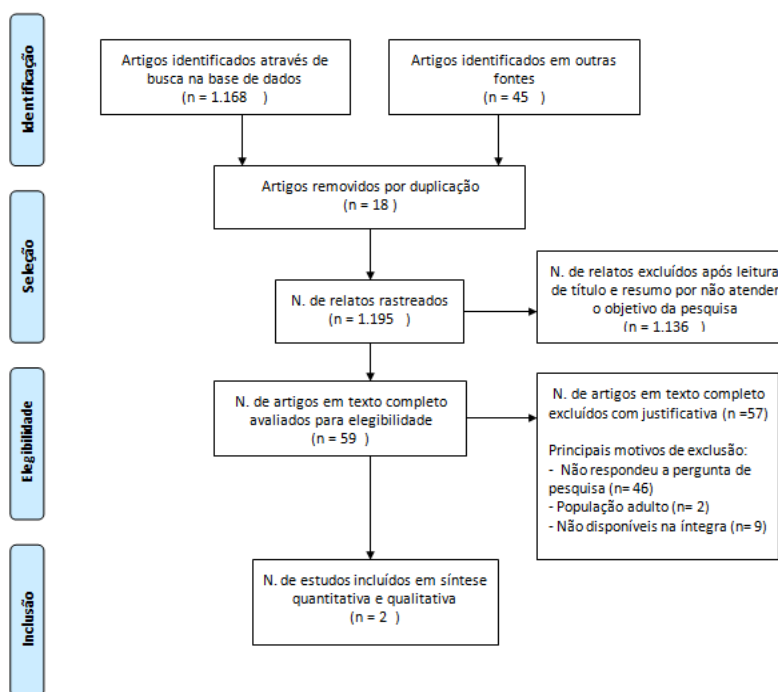 Identificação
Artigos identificados através de
busca na base de dados
(n = 1.168 )
Artigos identificados em outras
fontes
(n = 45 )
Artigos removidos por duplicação
(n = 18 )
Seleção
N. de relatos rastreados
(n = 1.195 )
N. de relatos excluídos após leitura
de título e resumo por não atender
o objetivo da pesquisa
(n = 1.136 )
Elegibilidade
N. de artigos em texto completo
avaliados para elegibilidade
(n = 59 )
N. de artigos em texto completo
excluídos com justificativa (n =57)
Principais motivos de exclusão:
- Não respondeu a pergunta de
pesquisa (n= 46)
- População adulto (n= 2)
- Não disponíveis na íntegra (n= 9)
Inclusão
N. de estudos incluídos em síntese
quantitativa e qualitativa
(n = 2 )